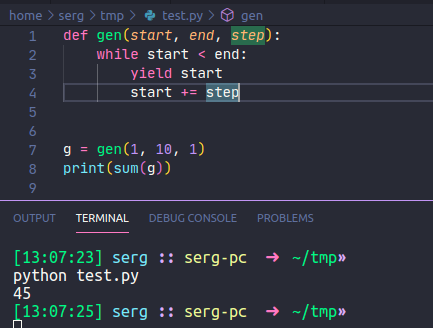 home > serg > tmp > test.py > gen
1 def gen(start, end, step):
2     while start < end:
3         yield start
4         start += step
5
6
7 g = gen(1, 10, 1)
8 print(sum(g))
9
OUTPUT TERMINAL DEBUG CONSOLE PROBLEMS
[13:07:23] serg :: serg-pc ➜ ~/tmp»
python test.py
45
[13:07:25] serg :: serg-pc ➜ ~/tmp»